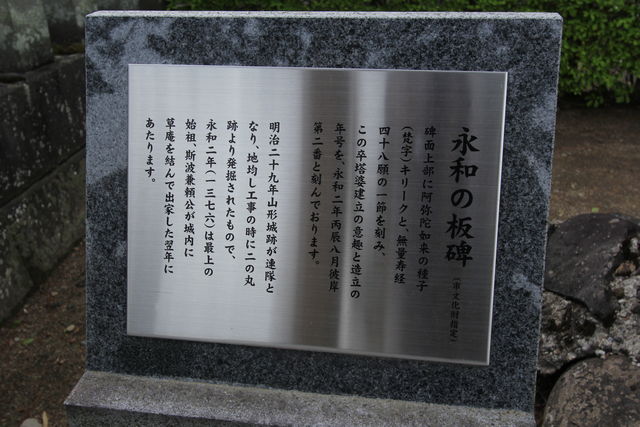 永和の板碑
（市文化財指定）
碑面上部に阿弥陀如来の種子
（梵字）キリークと、無量寿経
四十八願の一節を刻み、
この卒塔婆建立の意趣と造立の
年号を、永和二年丙辰八月彼岸
第二番と刻んでおります。
明治二十九年山形城跡が連隊と
なり、地均し工事の時に二の丸
跡より発掘されたもので、
永和二年（一三七六）は最上の
始祖、斯波兼頼公が城内に
草庵を結んで出家した翌年に
あたります。